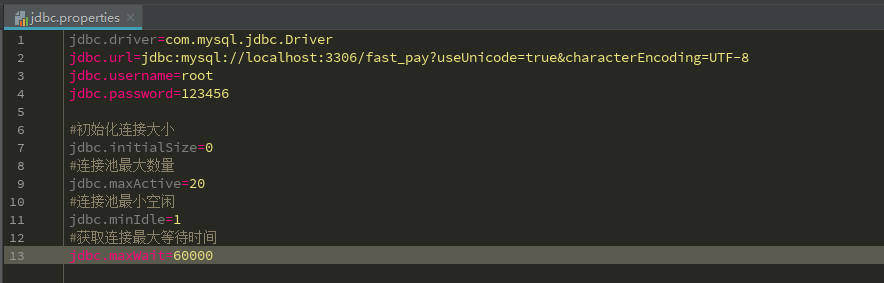 jdbc.properties
1 jdbc.driver=com.mysql.jdbc.Driver
2 jdbc.url=jdbc:mysql://localhost:3306/fast_pay?useUnicode=true&characterEncoding=UTF-8
3 jdbc.username=root
4 jdbc.password=123456
5
6 #初始化连接大小
7 jdbc.initialSize=0
8 #连接池最大数量
9 jdbc.maxActive=20
10 #连接池最小空闲
11 jdbc.minIdle=1
12 #获取连接最大等待时间
13 jdbc.maxWait=60000